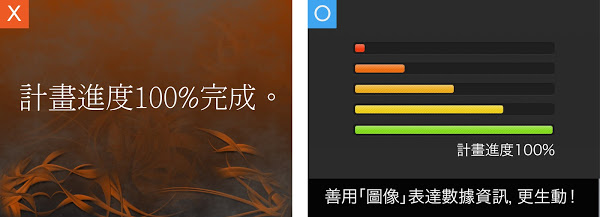 X
計畫進度100%完成。
O
計畫進度100%
善用「圖像」表達數據資訊, 更生動!